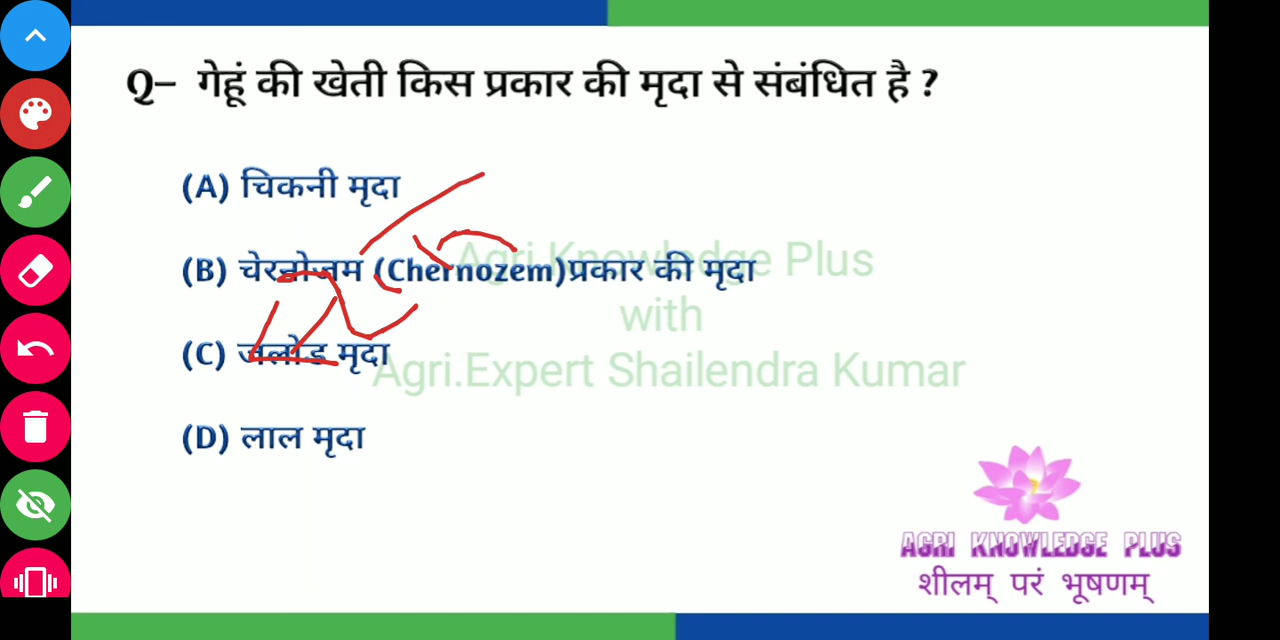 Q– गेहूं की खेती किस प्रकार की मृदा से संबंधित है ?
(A) चिकनी मृदा
(B) चेरनोजम (Chernozem)प्रकार की मृदा
(C) जलोड मृदा
(D) लाल मृदा
Agri Knowledge Plus
with
Agri.Expert Shailendra Kumar
AGRI KNOWLEDGE PLUS
शीलम् परं भूषणम्